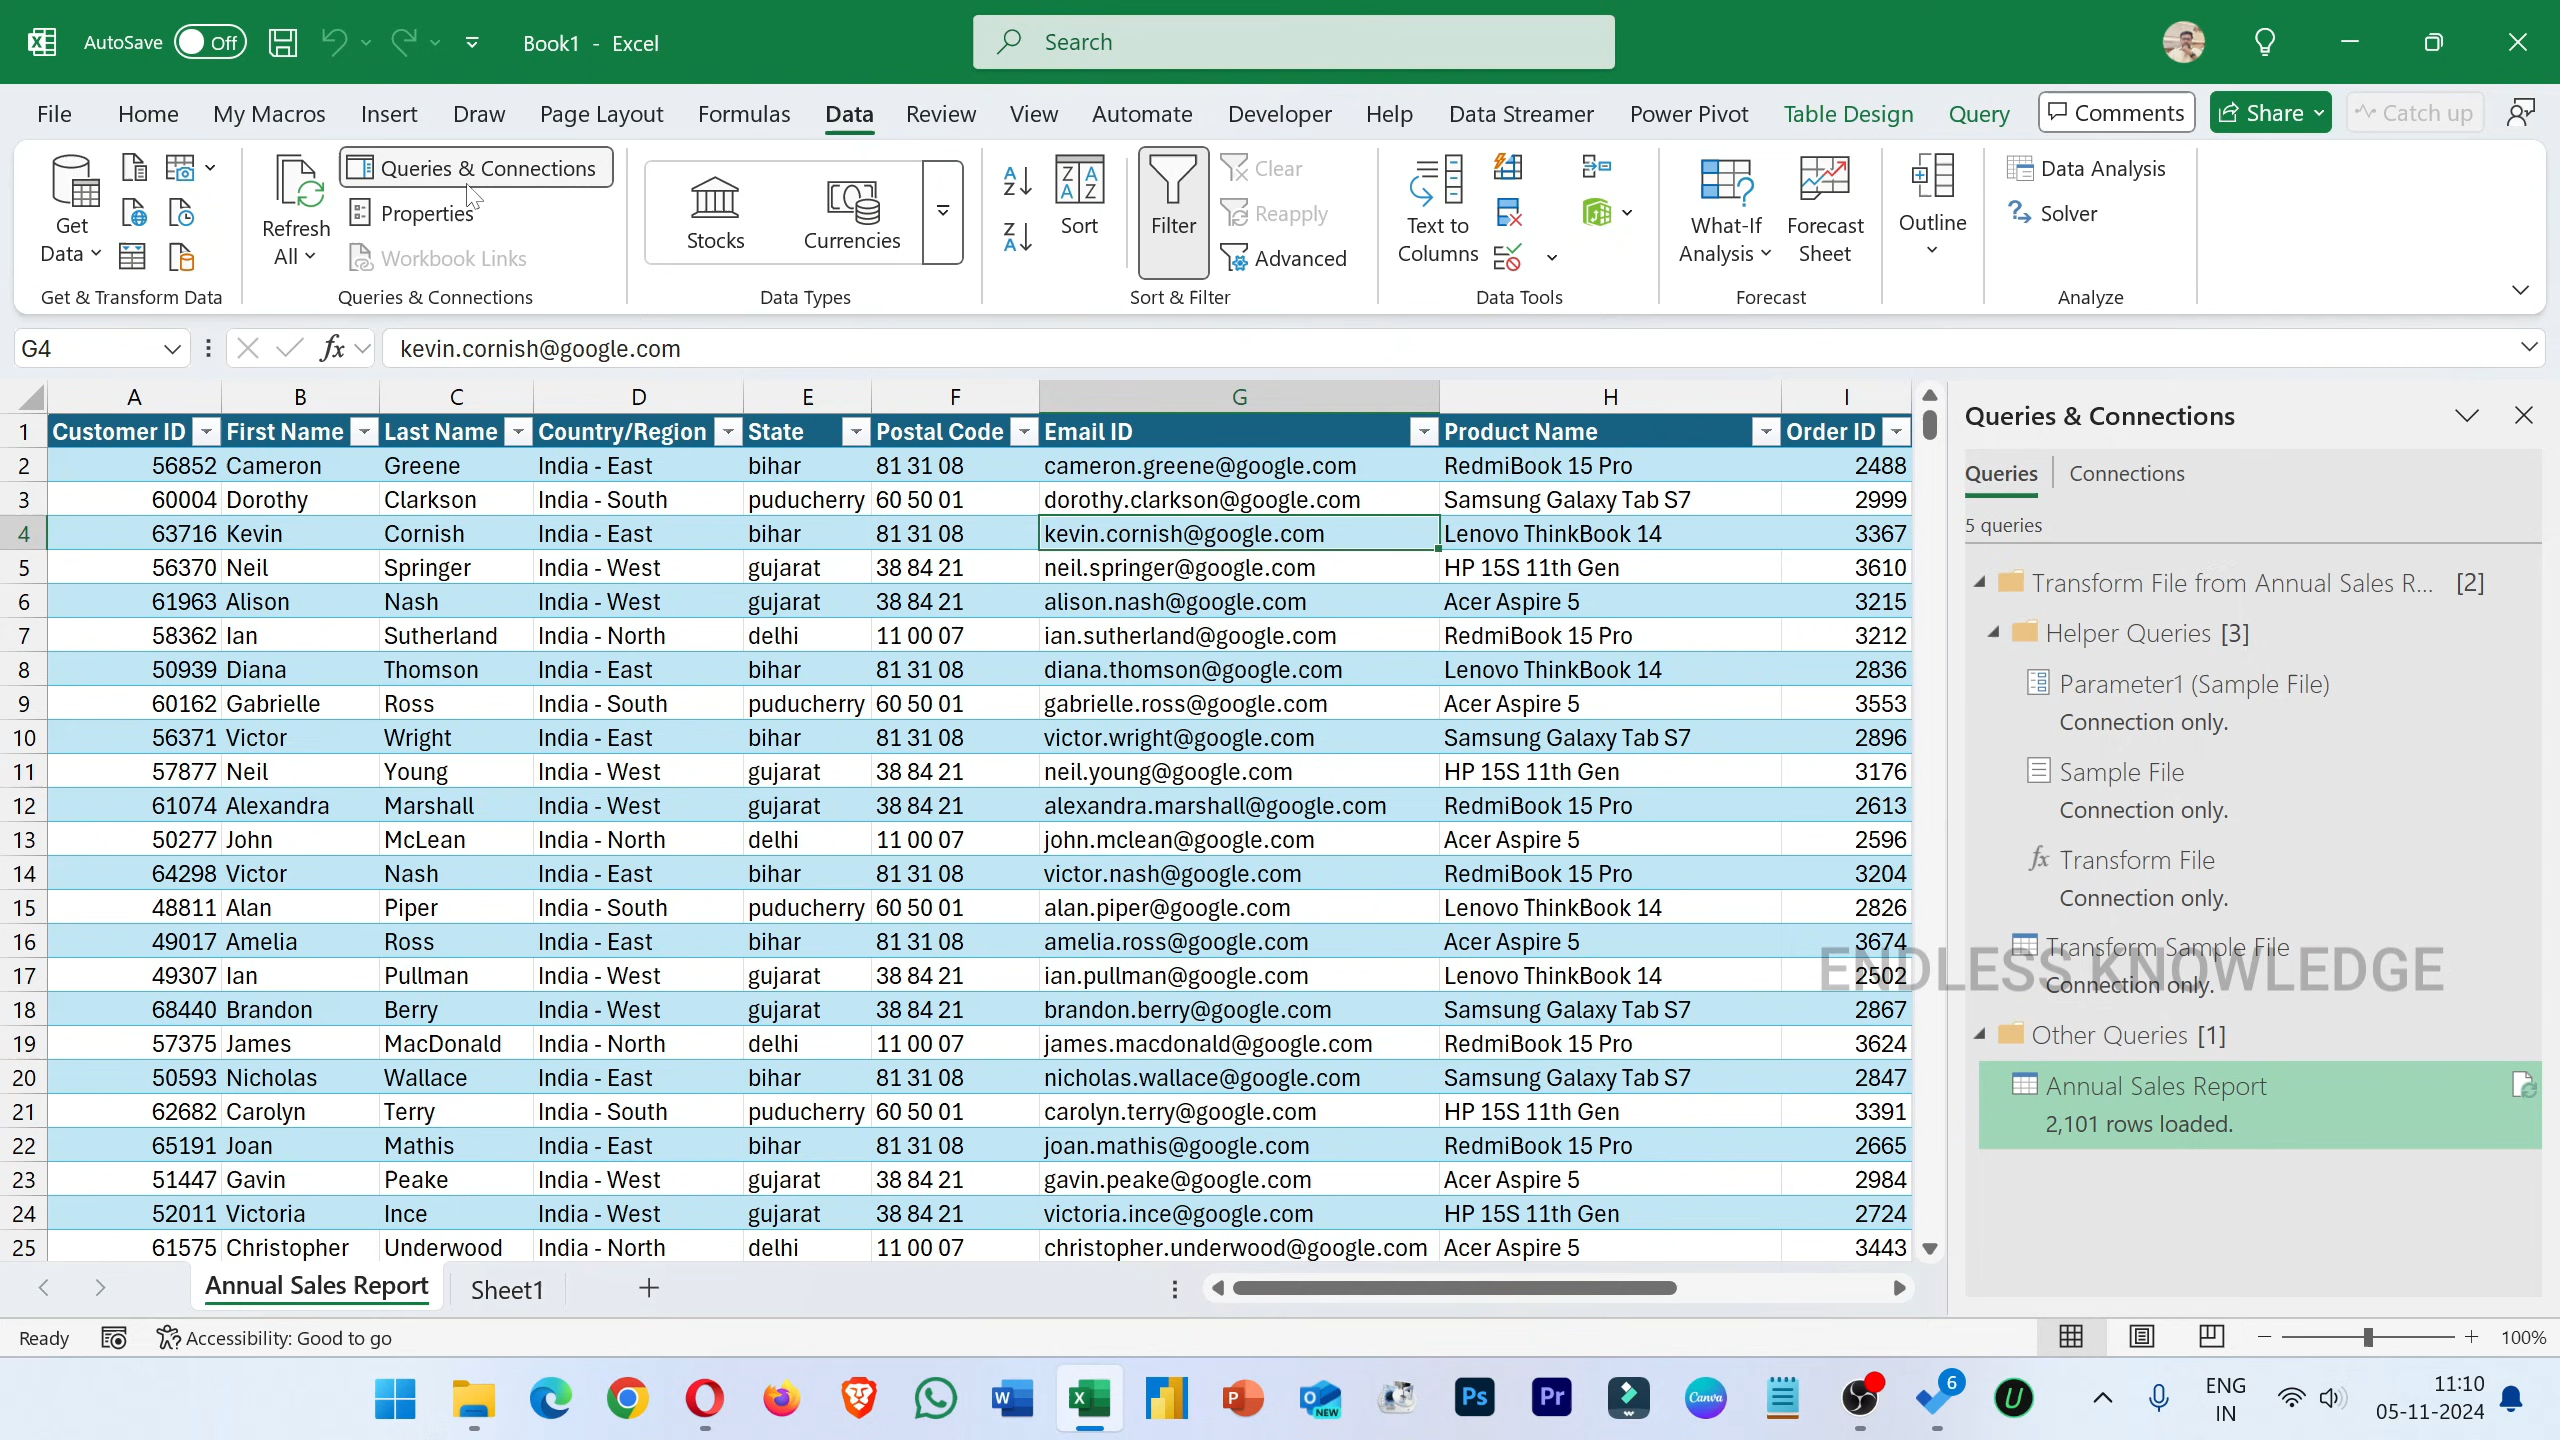 AutoSave Off Book1 - Excel Search
File Home My Macros Insert Draw Page Layout Formulas Data Review View Automate Developer Help Data Streamer Power Pivot Table Design Query Comments Share Catch up
Get Data Refresh All Queries & Connections Properties Workbook Links Stocks Currencies Sort Filter Clear Reapply Advanced Text to Columns What-If Analysis Forecast Sheet Outline Data Analysis Solver
Get & Transform Data Queries & Connections Data Types Sort & Filter Data Tools Forecast Analyze
G4 fx kevin.cornish@google.com
A B C D E F G H I
1 Customer ID First Name Last Name Country/Region State Postal Code Email ID Product Name Order ID
2 56852 Cameron Greene India - East bihar 81 31 08 cameron.greene@google.com RedmiBook 15 Pro 2488
3 60004 Dorothy Clarkson India - South puducherry 60 50 01 dorothy.clarkson@google.com Samsung Galaxy Tab S7 2999
4 63716 Kevin Cornish India - East bihar 81 31 08 kevin.cornish@google.com Lenovo ThinkBook 14 3367
5 56370 Neil Springer India - West gujarat 38 84 21 neil.springer@google.com HP 15S 11th Gen 3610
6 61963 Alison Nash India - West gujarat 38 84 21 alison.nash@google.com Acer Aspire 5 3215
7 58362 Ian Sutherland India - North delhi 11 00 07 ian.sutherland@google.com RedmiBook 15 Pro 3212
8 50939 Diana Thomson India - East bihar 81 31 08 diana.thomson@google.com Lenovo ThinkBook 14 2836
9 60162 Gabrielle Ross India - South puducherry 60 50 01 gabrielle.ross@google.com Acer Aspire 5 3553
10 56371 Victor Wright India - East bihar 81 31 08 victor.wright@google.com Samsung Galaxy Tab S7 2896
11 57877 Neil Young India - West gujarat 38 84 21 neil.young@google.com HP 15S 11th Gen 3176
12 61074 Alexandra Marshall India - West gujarat 38 84 21 alexandra.marshall@google.com RedmiBook 15 Pro 2613
13 50277 John McLean India - North delhi 11 00 07 john.mclean@google.com Acer Aspire 5 2596
14 64298 Victor Nash India - East bihar 81 31 08 victor.nash@google.com RedmiBook 15 Pro 3204
15 48811 Alan Piper India - South puducherry 60 50 01 alan.piper@google.com Lenovo ThinkBook 14 2826
16 49017 Amelia Ross India - East bihar 81 31 08 amelia.ross@google.com Acer Aspire 5 3674
17 49307 Ian Pullman India - West gujarat 38 84 21 ian.pullman@google.com Lenovo ThinkBook 14 2502
18 68440 Brandon Berry India - West gujarat 38 84 21 brandon.berry@google.com Samsung Galaxy Tab S7 2867
19 57375 James MacDonald India - North delhi 11 00 07 james.macdonald@google.com RedmiBook 15 Pro 3624
20 50593 Nicholas Wallace India - East bihar 81 31 08 nicholas.wallace@google.com Samsung Galaxy Tab S7 2847
21 62682 Carolyn Terry India - South puducherry 60 50 01 carolyn.terry@google.com HP 15S 11th Gen 3391
22 65191 Joan Mathis India - East bihar 81 31 08 joan.mathis@google.com RedmiBook 15 Pro 2665
23 51447 Gavin Peake India - West gujarat 38 84 21 gavin.peake@google.com Acer Aspire 5 2984
24 52011 Victoria Ince India - West gujarat 38 84 21 victoria.ince@google.com HP 15S 11th Gen 2724
25 61575 Christopher Underwood India - North delhi 11 00 07 christopher.underwood@google.com Acer Aspire 5 3443
Queries & Connections
Queries Connections
5 queries
Transform File from Annual Sales R... [2]
Helper Queries [3]
Parameter1 (Sample File)
Connection only.
Sample File
Connection only.
fx Transform File
Connection only.
Transform Sample File
ENDLESS KNOWLEDGE
Connection only.
Other Queries [1]
Annual Sales Report
2,101 rows loaded.
Annual Sales Report Sheet1
Ready Accessibility: Good to go 100%
W X P O NEW Ps Pr Canva 6 U ENG IN 11:10 05-11-2024